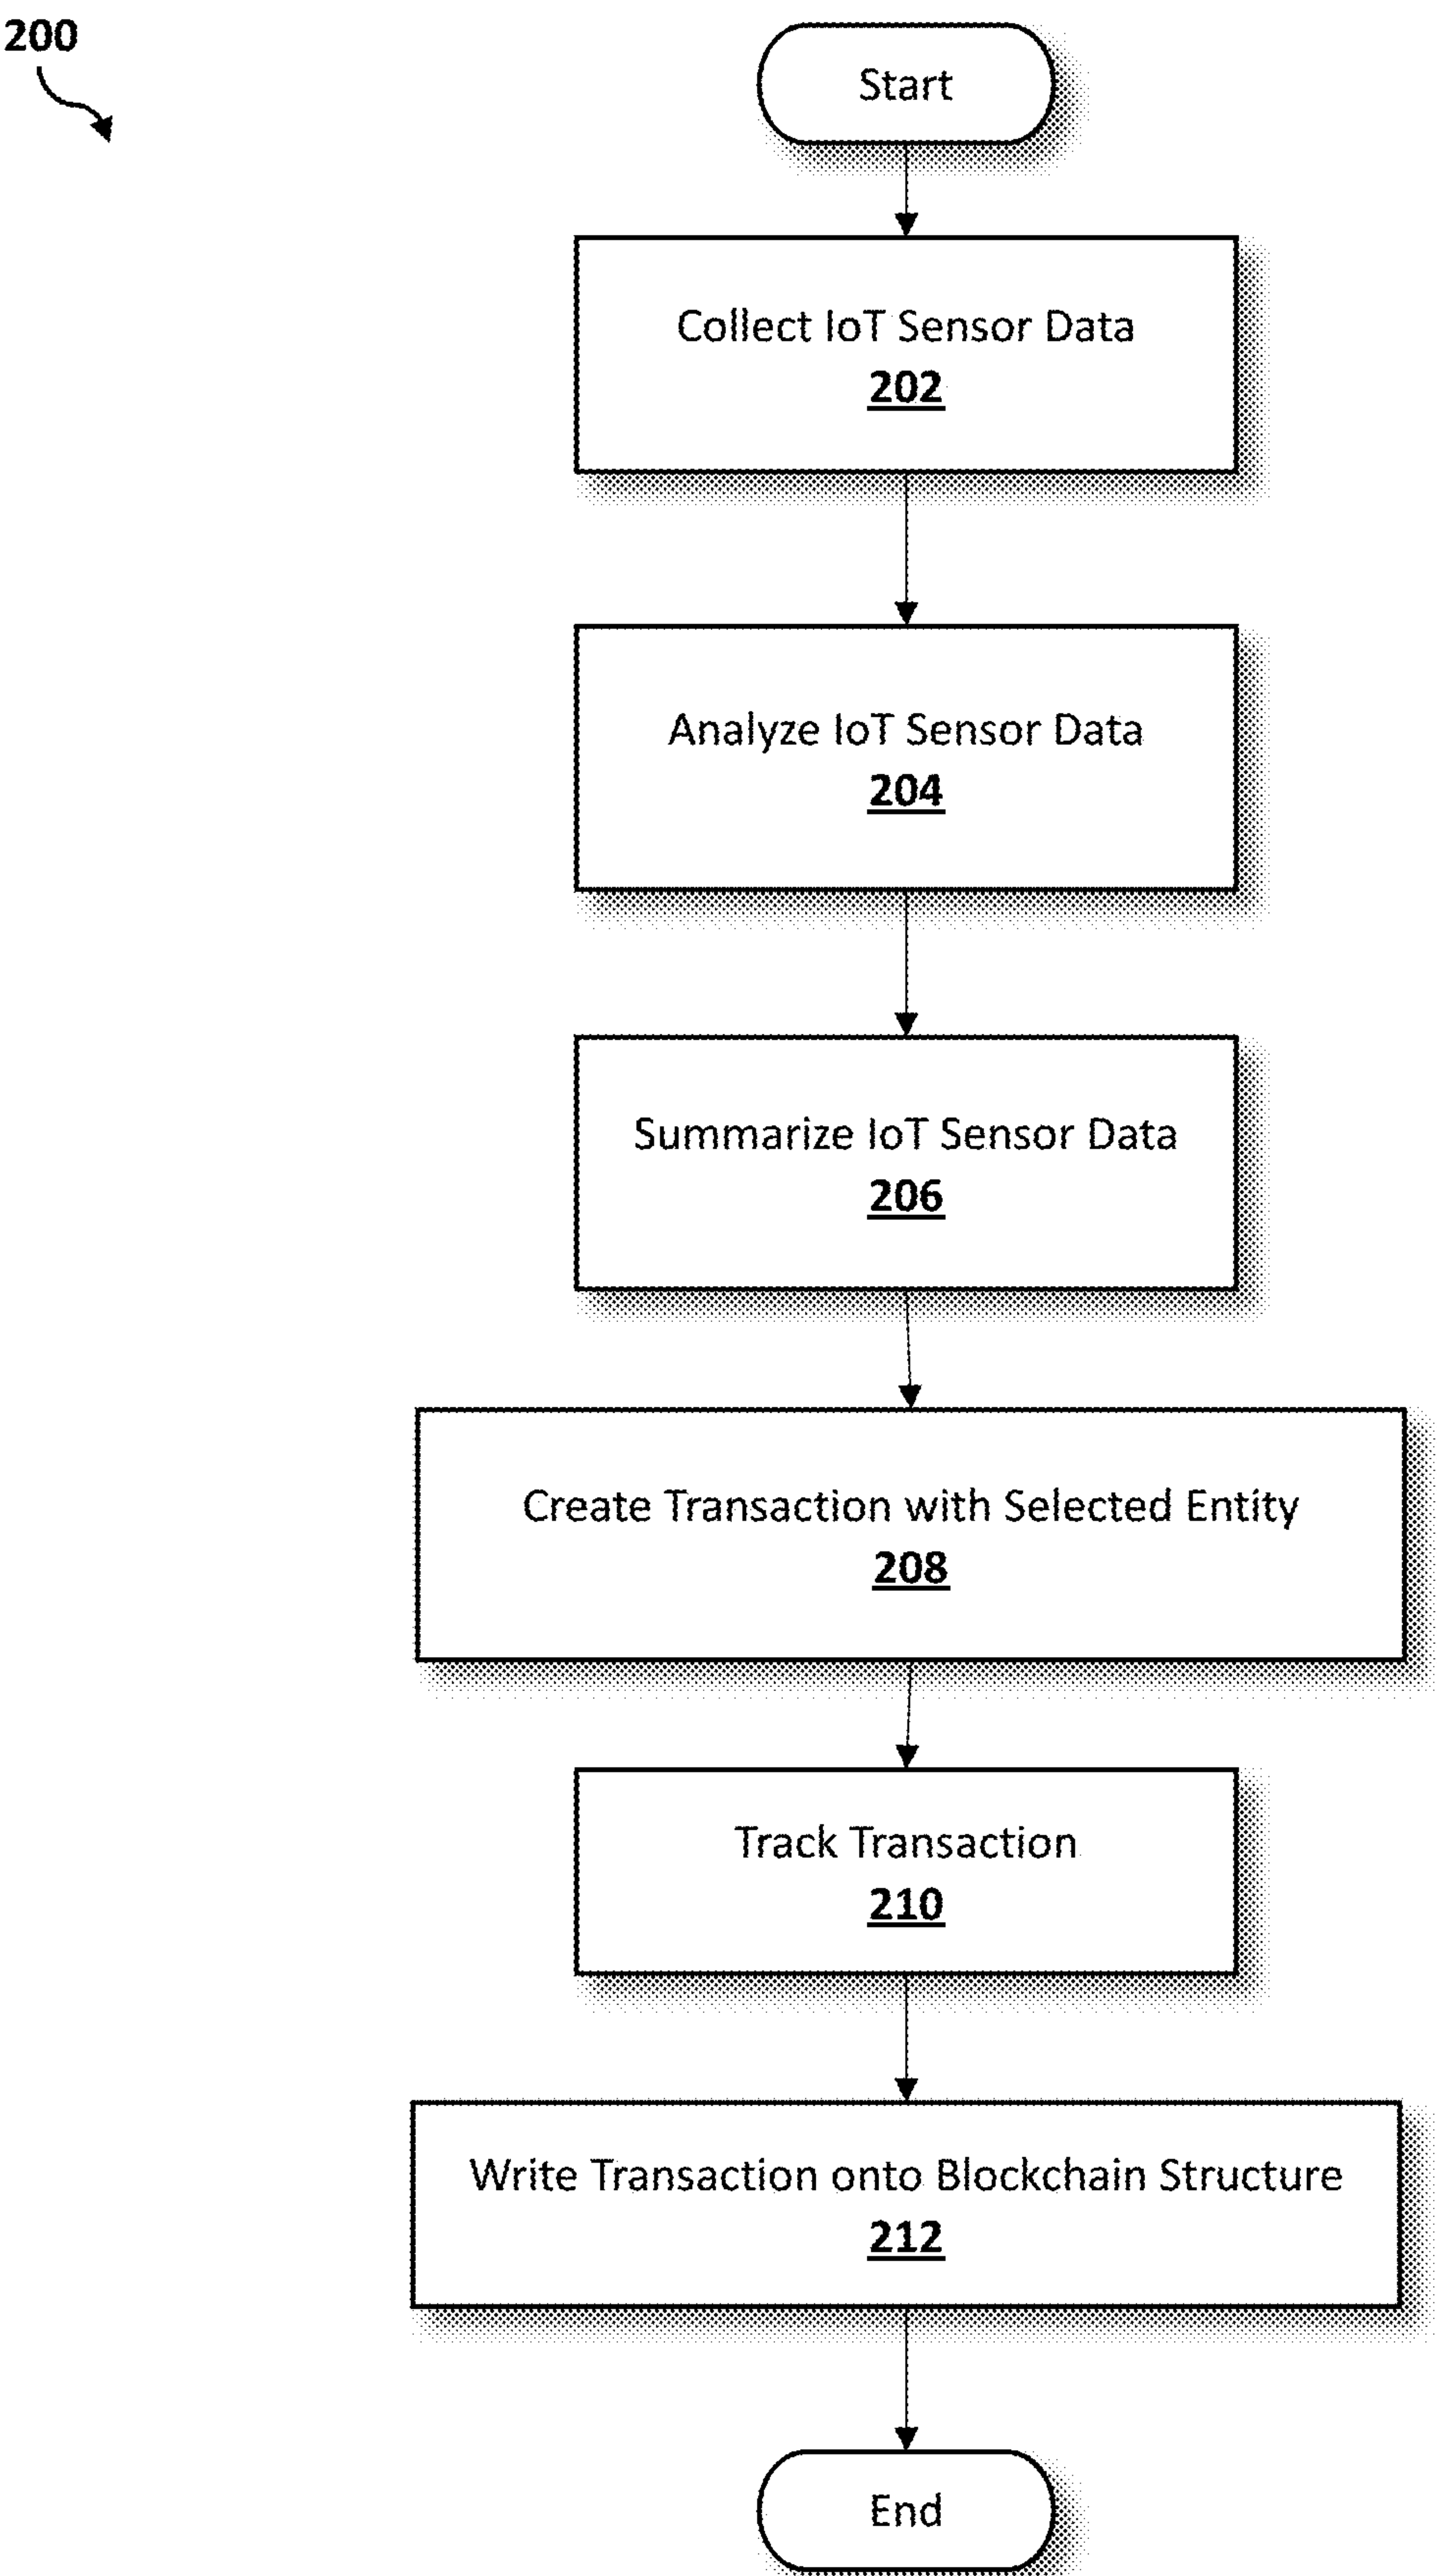 200
Start
Collect IoT Sensor Data
202
Analyze IoT Sensor Data
204
Summarize IoT Sensor Data
206
Create Transaction with Selected Entity
208
Track Transaction
210
Write Transaction onto Blockchain Structure
212
End